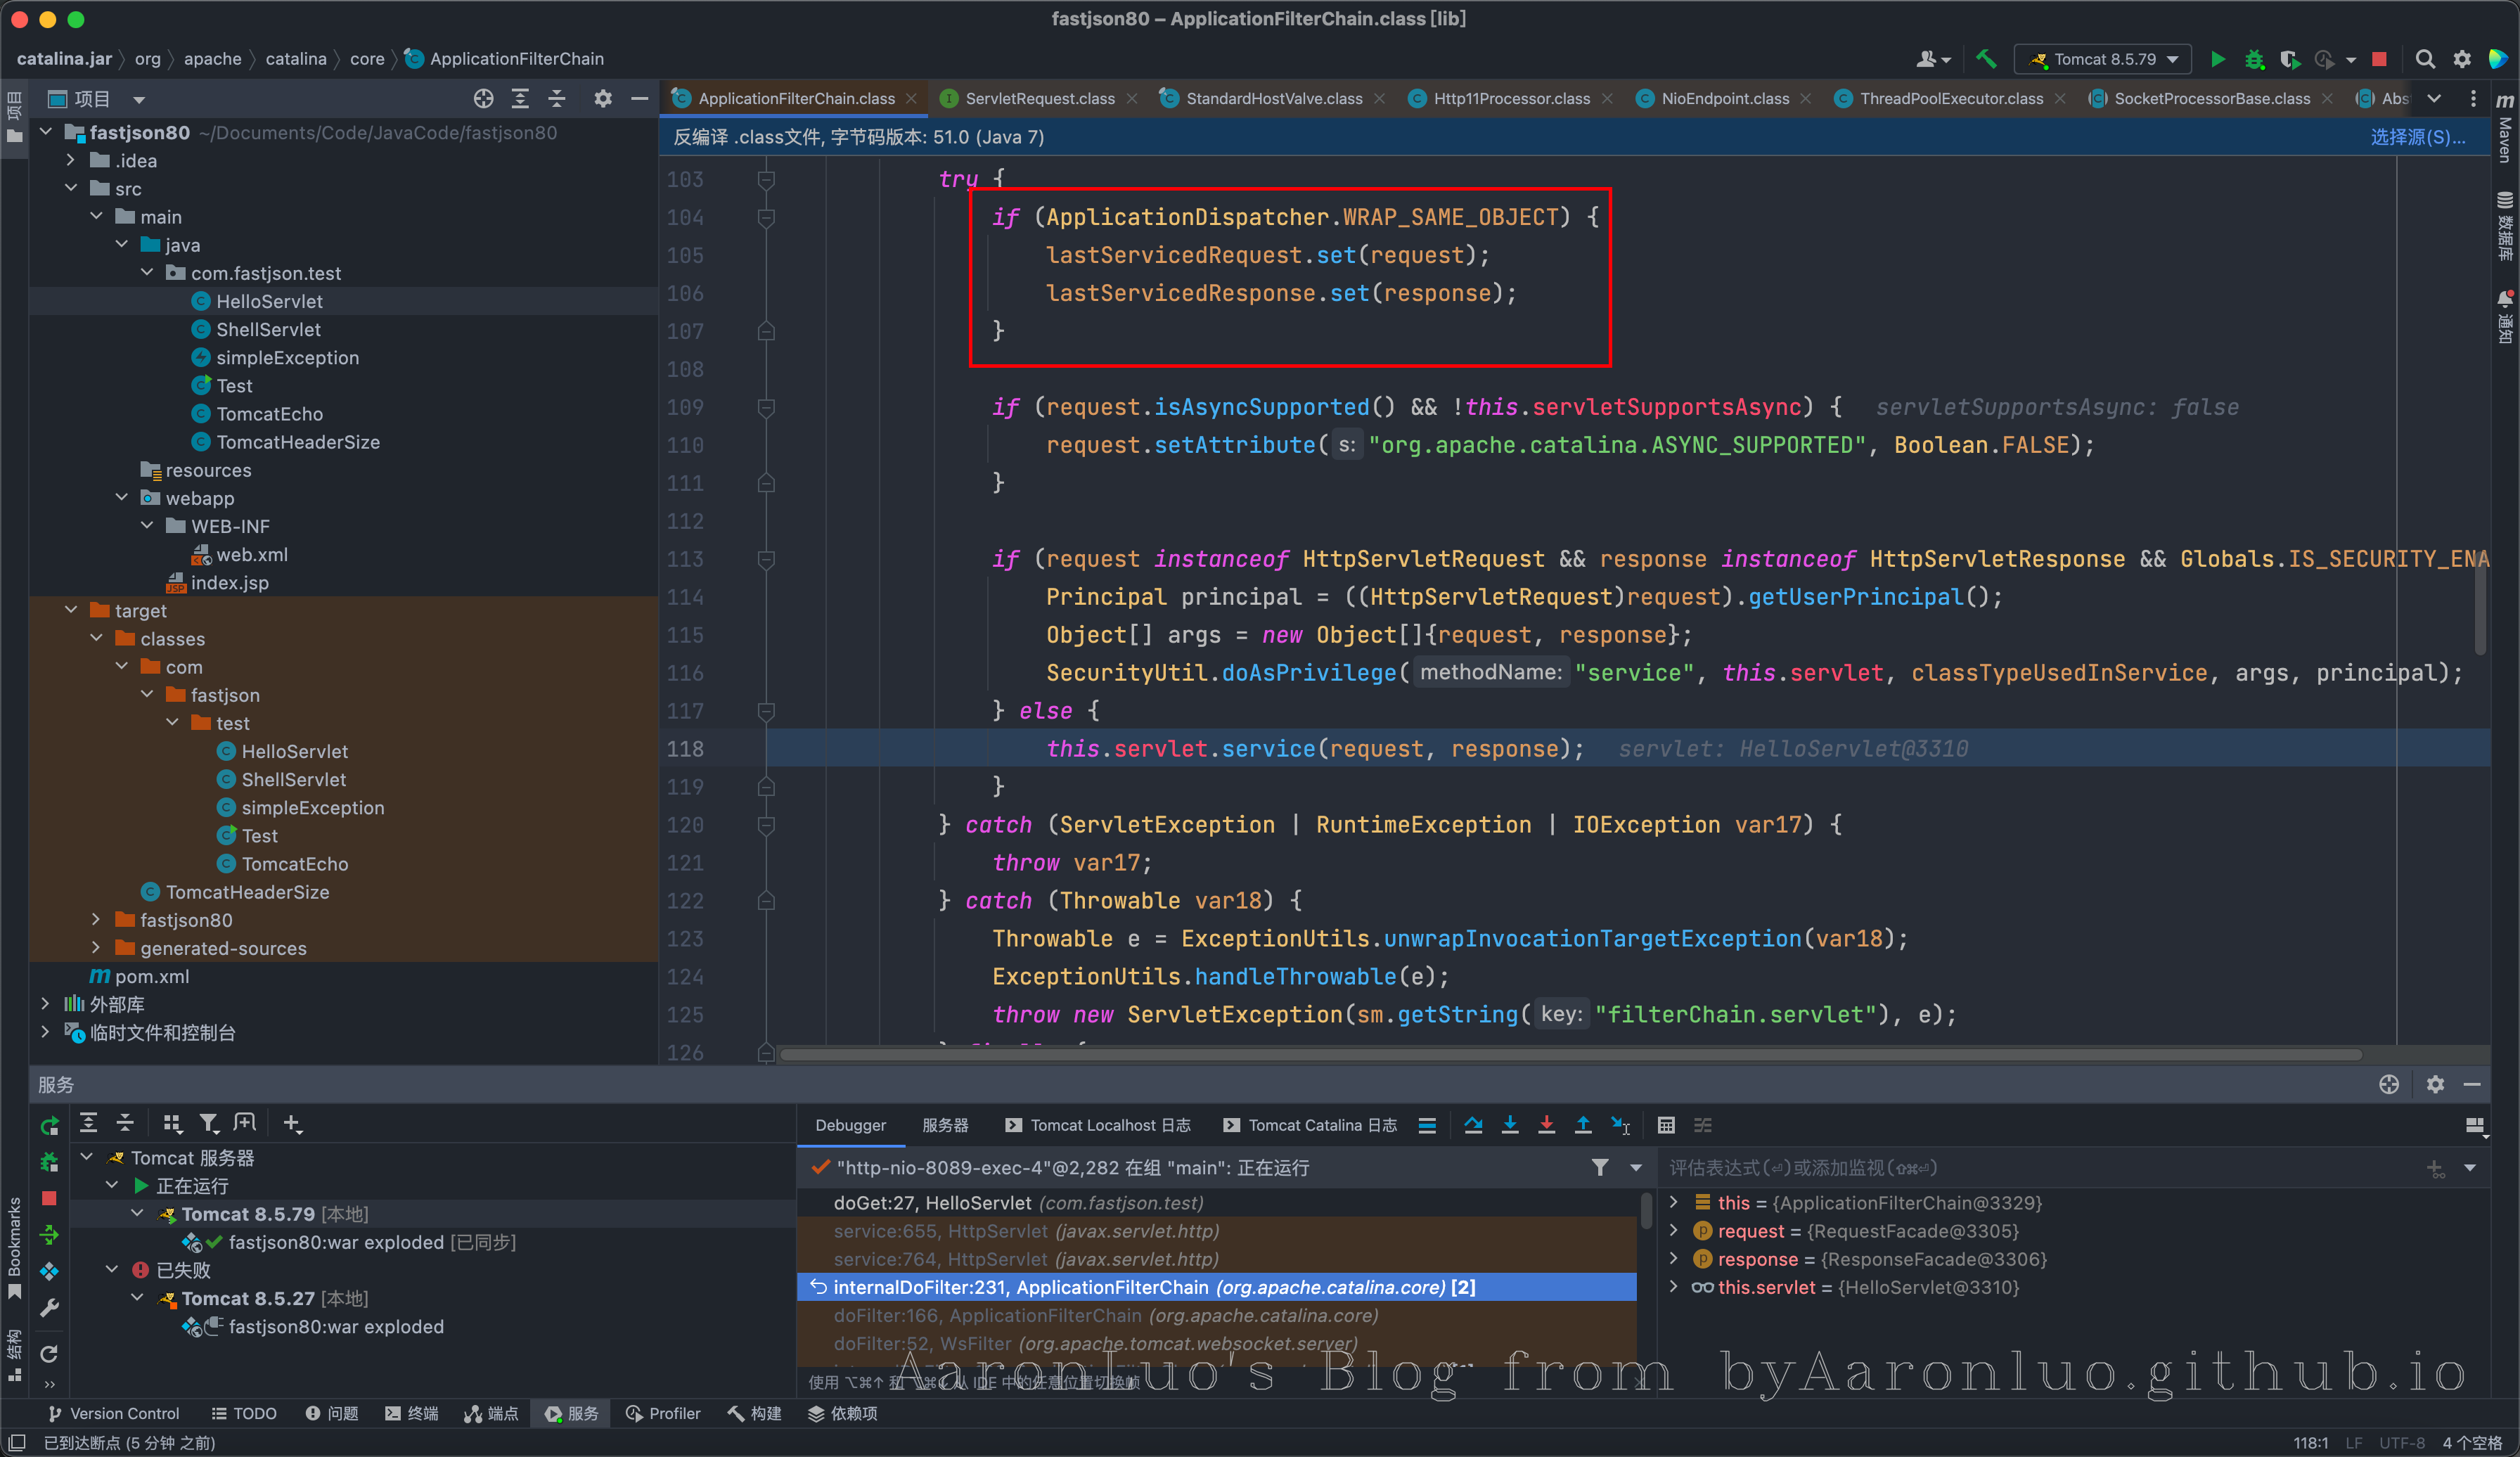 fastjson80 – ApplicationFilterChain.class [lib]
catalina.jar org apache catalina core ApplicationFilterChain
Tomcat 8.5.79
项目
ApplicationFilterChain.class ServletRequest.class StandardHostValve.class Http11Processor.class NioEndpoint.class ThreadPoolExecutor.class SocketProcessorBase.class Abs
反编译 .class文件, 字节码版本: 51.0 (Java 7)
选择源(S)...
项目
Bookmarks
结构
Maven
数据库
通知
fastjson80 ~/Documents/Code/JavaCode/fastjson80
.idea
src
main
java
com.fastjson.test
HelloServlet
ShellServlet
simpleException
Test
TomcatEcho
TomcatHeaderSize
resources
webapp
WEB-INF
web.xml
index.jsp
target
classes
com
fastjson
test
HelloServlet
ShellServlet
simpleException
Test
TomcatEcho
TomcatHeaderSize
fastjson80
generated-sources
pom.xml
外部库
临时文件和控制台
103 try {
104 if (ApplicationDispatcher.WRAP_SAME_OBJECT) {
105 lastServicedRequest.set(request);
106 lastServicedResponse.set(response);
107 }
108
109 if (request.isAsyncSupported() && !this.servletSupportsAsync) { servletSupportsAsync: false
110 request.setAttribute( s: "org.apache.catalina.ASYNC_SUPPORTED", Boolean.FALSE);
111 }
112
113 if (request instanceof HttpServletRequest && response instanceof HttpServletResponse && Globals.IS_SECURITY_ENA
114 Principal principal = ((HttpServletRequest)request).getUserPrincipal();
115 Object[] args = new Object[]{request, response};
116 SecurityUtil.doAsPrivilege( methodName: "service", this.servlet, classTypeUsedInService, args, principal);
117 } else {
118 this.servlet.service(request, response); servlet: HelloServlet@3310
119 }
120 } catch (ServletException | RuntimeException | IOException var17) {
121 throw var17;
122 } catch (Throwable var18) {
123 Throwable e = ExceptionUtils.unwrapInvocationTargetException(var18);
124 ExceptionUtils.handleThrowable(e);
125 throw new ServletException(sm.getString( key: "filterChain.servlet"), e);
126
服务
Tomcat 服务器
正在运行
Tomcat 8.5.79 [本地]
fastjson80:war exploded [已同步]
已失败
Tomcat 8.5.27 [本地]
fastjson80:war exploded
Debugger 服务器 Tomcat Localhost 日志 Tomcat Catalina 日志
"http-nio-8089-exec-4"@2,282 在组 "main": 正在运行
doGet:27, HelloServlet (com.fastjson.test)
service:655, HttpServlet (javax.servlet.http)
service:764, HttpServlet (javax.servlet.http)
internalDoFilter:231, ApplicationFilterChain (org.apache.catalina.core) [2]
doFilter:166, ApplicationFilterChain (org.apache.catalina.core)
doFilter:52, WsFilter (org.apache.tomcat.websocket.server)
使用 ⌥⌘↑ 和 ⌥⌘↓ 从 IDE 中的任意位置切换帧
评估表达式(⏎)或添加监视(⇧⌘⏎)
this = {ApplicationFilterChain@3329}
request = {RequestFacade@3305}
response = {ResponseFacade@3306}
this.servlet = {HelloServlet@3310}
AaronLuo's Blog from byAaronluo.github.io
Version Control TODO 问题 终端 端点 服务 Profiler 构建 依赖项
已到达断点 (5 分钟 之前)
118:1 LF UTF-8 4 个空格